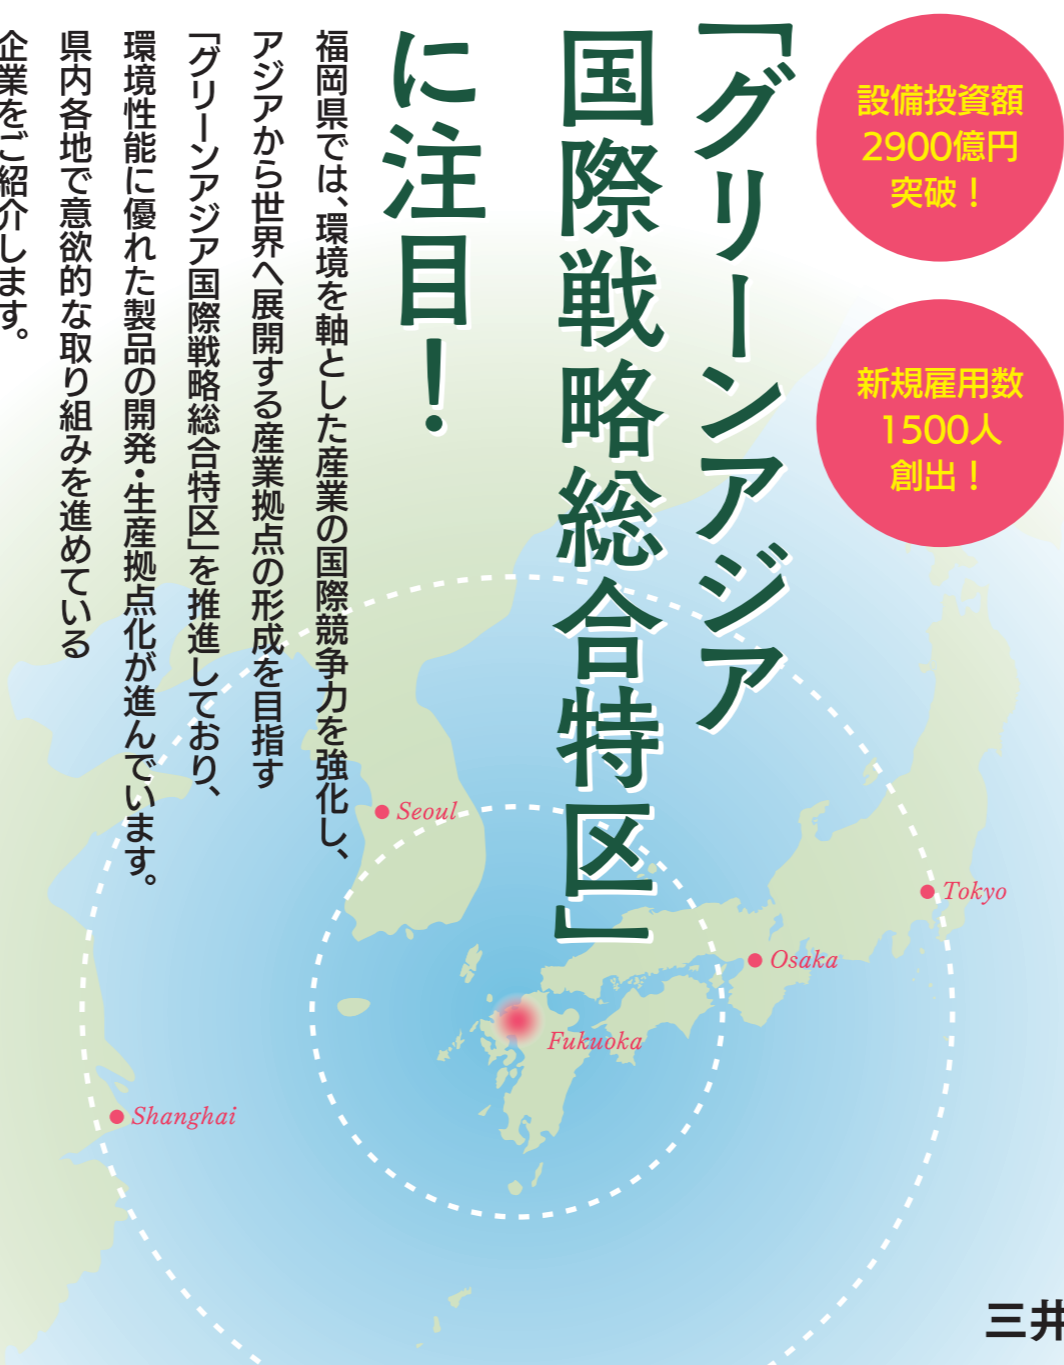 設備投資額
2900億円
突破！
新規雇用数
1500人
創出！
「グリーンアジア
国際戦略総合特区」
に注目！
福岡県では、環境を軸とした産業の国際競争力を強化し、
アジアから世界へ展開する産業拠点の形成を目指す
「グリーンアジア国際戦略総合特区」を推進しており、
環境性能に優れた製品の開発・生産拠点化が進んでいます。
県内各地で意欲的な取り組みを進めている
企業をご紹介します。
Seoul
Tokyo
Osaka
Fukuoka
Shanghai
三井